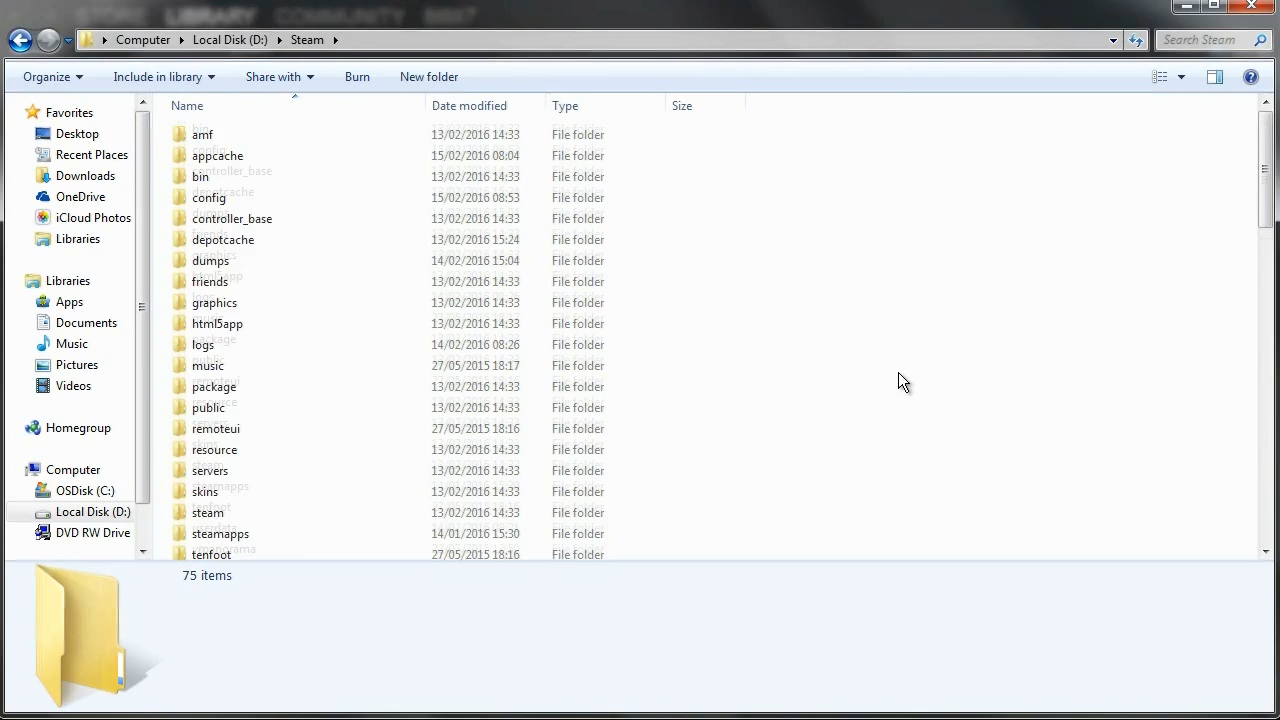 STORE LIBRARY COMMUNITY
Computer Local Disk (D:) Steam Search Steam
Organize Include in library Share with Burn New folder
Name Date modified Type Size
Favorites
Desktop
Recent Places
Downloads
OneDrive
iCloud Photos
Libraries
Libraries
Apps
Documents
Music
Pictures
Videos
Homegroup
Computer
OSDisk (C:)
Local Disk (D:)
DVD RW Drive
amf 13/02/2016 14:33 File folder
appcache 15/02/2016 08:04 File folder
bin 13/02/2016 14:33 File folder
config 15/02/2016 08:53 File folder
controller_base 13/02/2016 14:33 File folder
depotcache 13/02/2016 15:24 File folder
dumps 14/02/2016 15:04 File folder
friends 13/02/2016 14:33 File folder
graphics 13/02/2016 14:33 File folder
html5app 13/02/2016 14:33 File folder
logs 14/02/2016 08:26 File folder
music 27/05/2015 18:17 File folder
package 13/02/2016 14:33 File folder
public 13/02/2016 14:33 File folder
remoteui 27/05/2015 18:16 File folder
resource 13/02/2016 14:33 File folder
servers 13/02/2016 14:33 File folder
skins 13/02/2016 14:33 File folder
steam 13/02/2016 14:33 File folder
steamapps 14/01/2016 15:30 File folder
tenfoot 27/05/2015 18:16 File folder
75 items